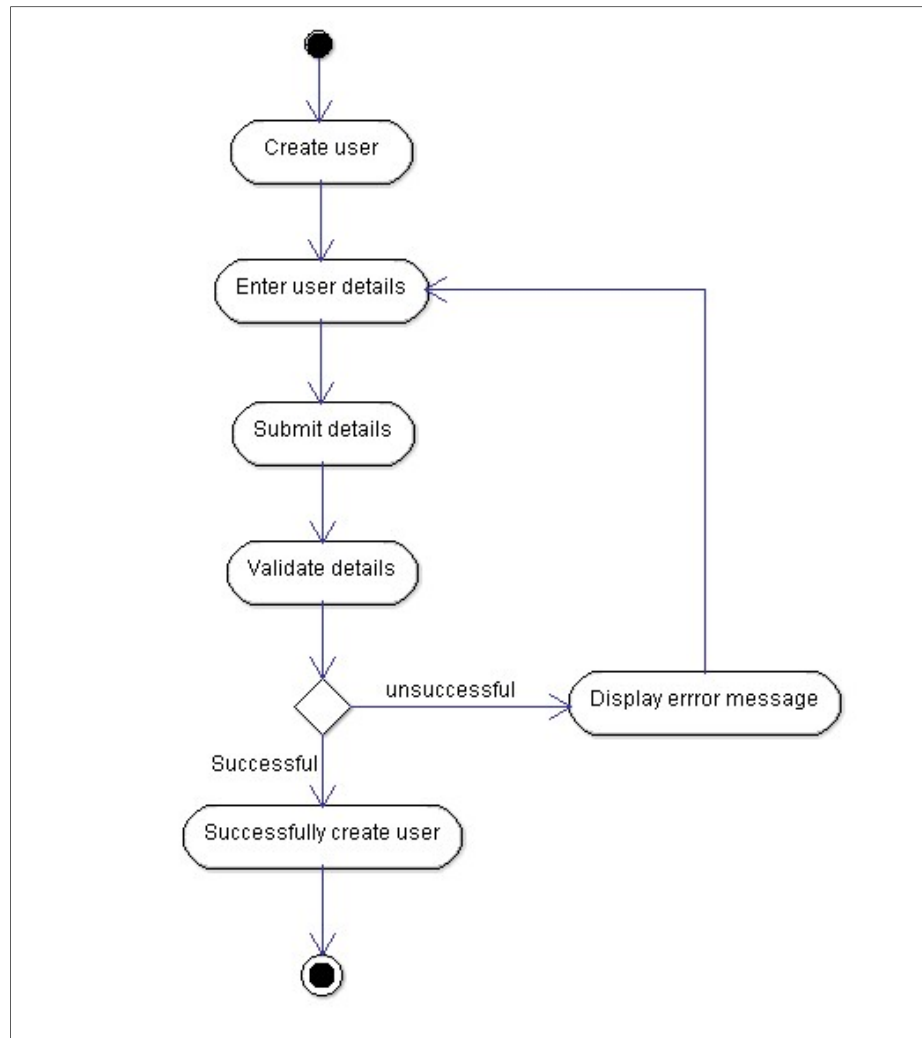 Create user
Enter user details
Submit details
Validate details
unsuccessful
Display errror message
Successful
Successfully create user